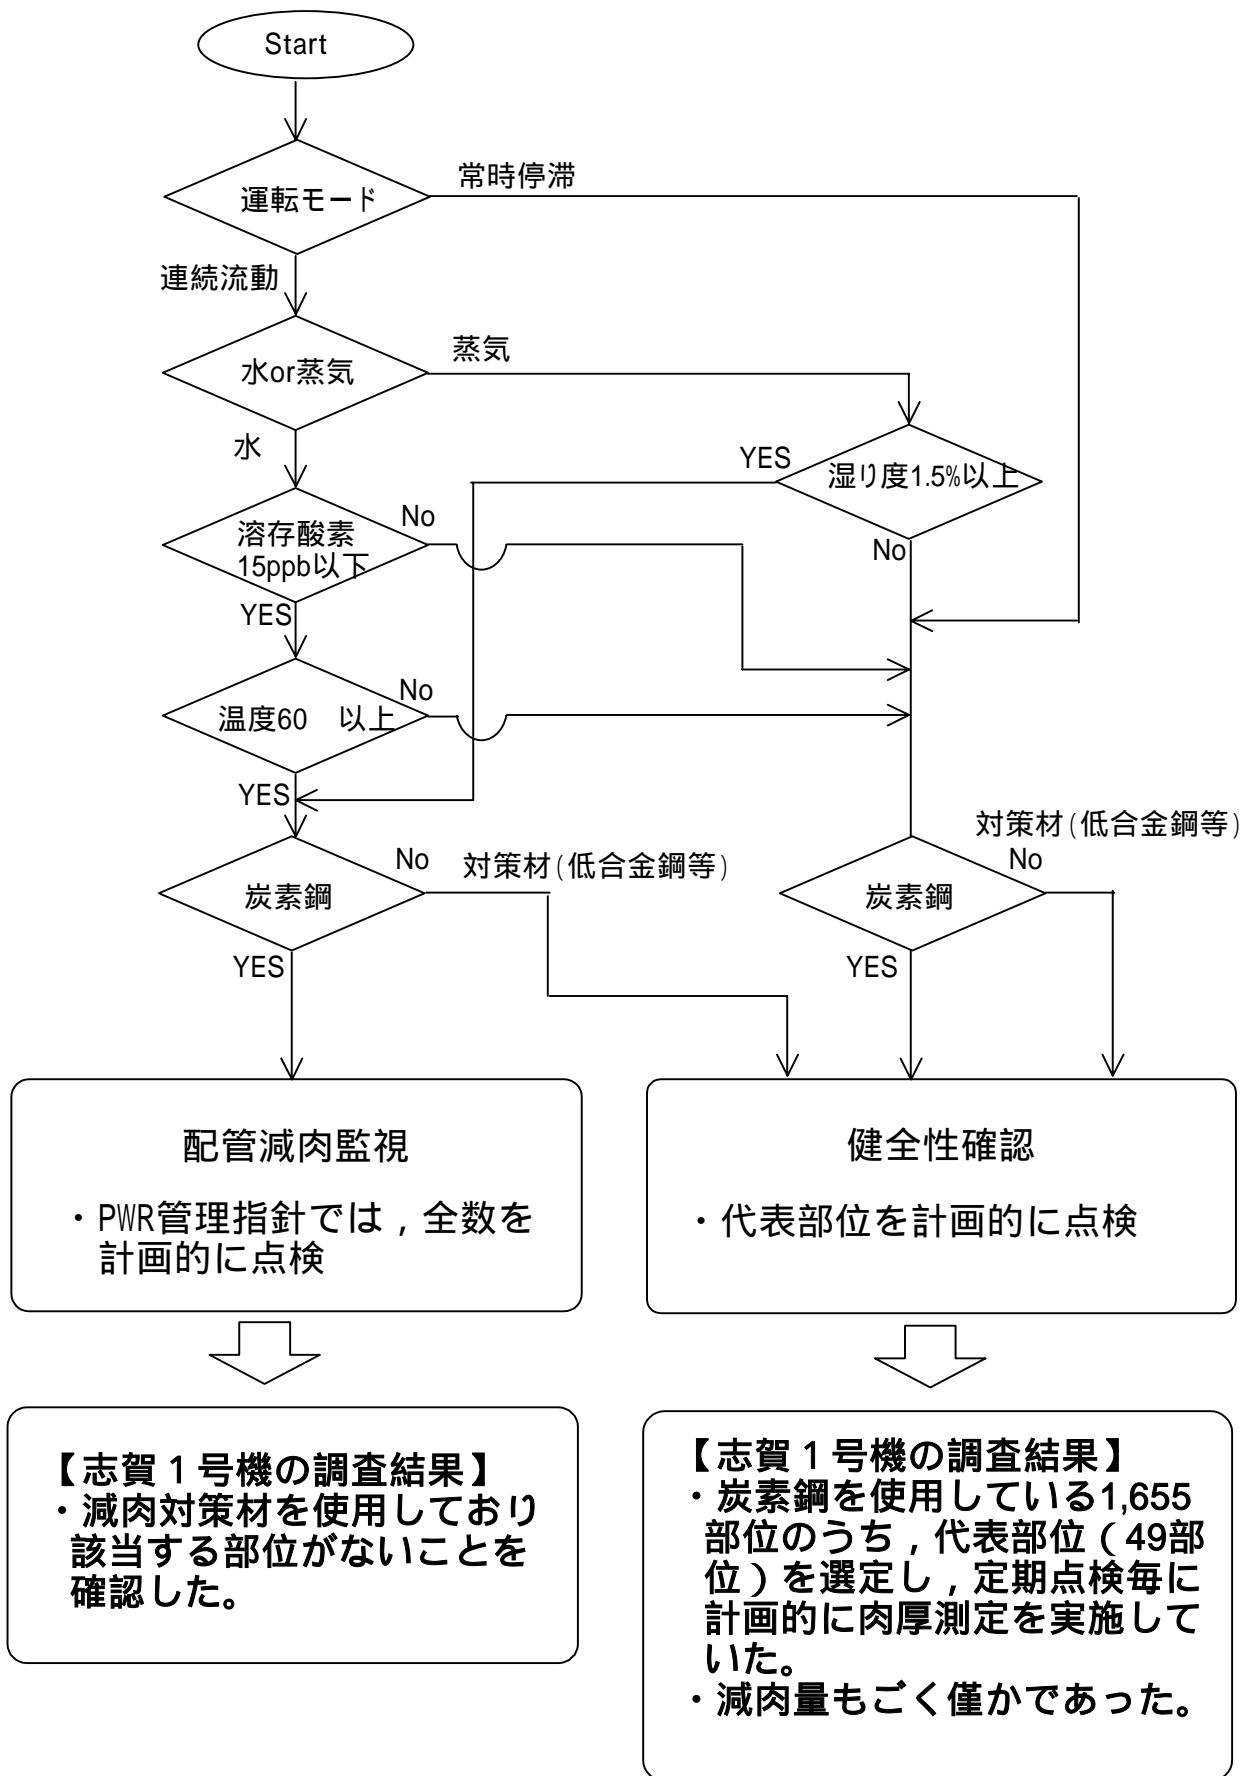 Start
運転モード
常時停滞
連続流動
水or蒸気
蒸気
水
YES
湿り度1.5%以上
No
溶存酸素
15ppb以下
No
YES
温度60　以上
No
YES
炭素鋼
No
対策材(低合金鋼等)
YES
対策材(低合金鋼等)
No
炭素鋼
YES
配管減肉監視
・PWR管理指針では，全数を
計画的に点検
健全性確認
・代表部位を計画的に点検
【志賀１号機の調査結果】
・減肉対策材を使用しており
該当する部位がないことを
確認した。
【志賀１号機の調査結果】
・炭素鋼を使用している1,655
部位のうち，代表部位（49部
位）を選定し，定期点検毎に
計画的に肉厚測定を実施して
いた。
・減肉量もごく僅かであった。